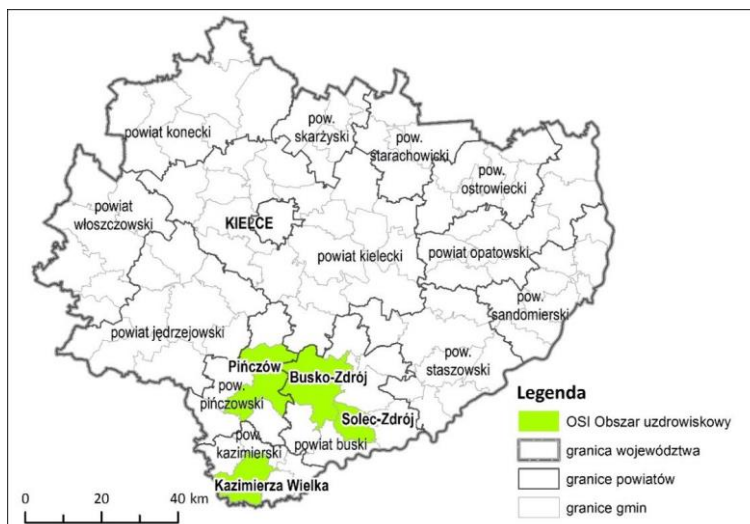 powiat konecki
pow.
skarżyski
pow.
starachowicki
pow.
ostrowiecki
powiat
włoszczowski
KIELCE
powiat kielecki
powiat opatowski
pow.
sandomierski
powiat jędrzejowski
pow.
staszowski
Pińczów
Busko-Zdrój
pow.
pińczowski
Solec-Zdrój
pow.
kazimierski
powiat buski
Kazimierza Wielka
0 20 40 km
Legenda
OSI Obszar uzdrowiskowy
granica województwa
granice powiatów
granice gmin